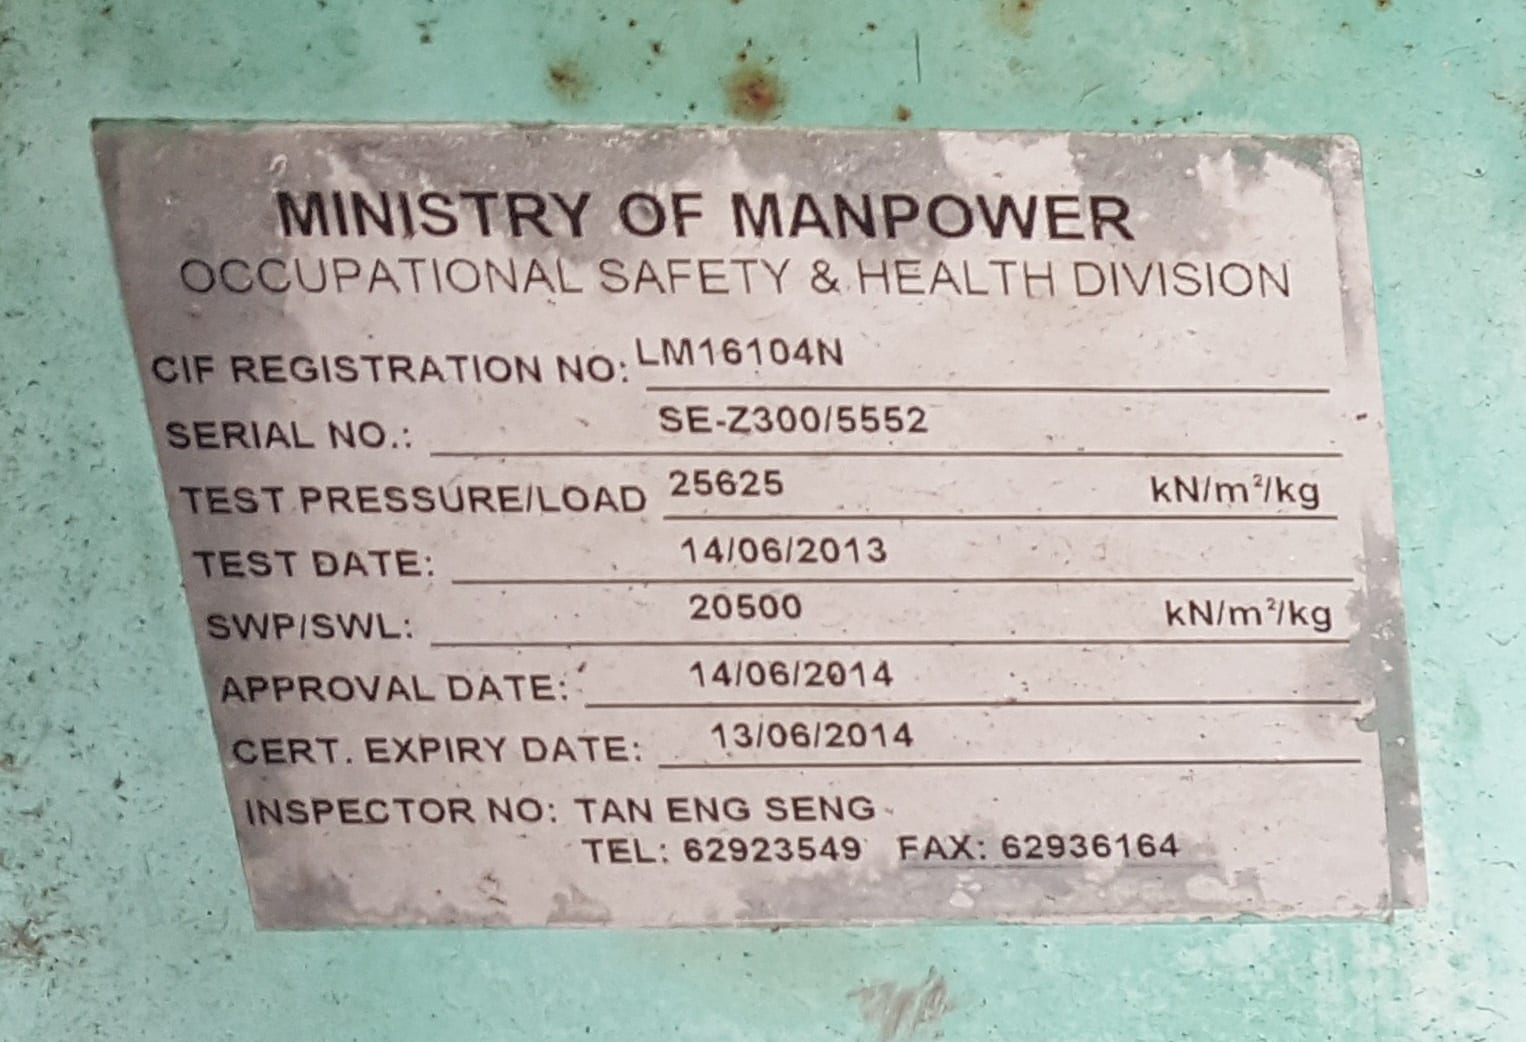 MINISTRY OF MANPOWER
OCCUPATIONAL SAFETY & HEALTH DIVISION
CIF REGISTRATION NO: LM16104N
SERIAL NO.: SE-Z300/5552
TEST PRESSURE/LOAD 25625 kN/m²/kg
TEST DATE: 14/06/2013
SWP/SWL: 20500 kN/m²/kg
APPROVAL DATE: 14/06/2014
CERT. EXPIRY DATE: 13/06/2014
INSPECTOR NO: TAN ENG SENG
TEL: 62923549 FAX: 62936164